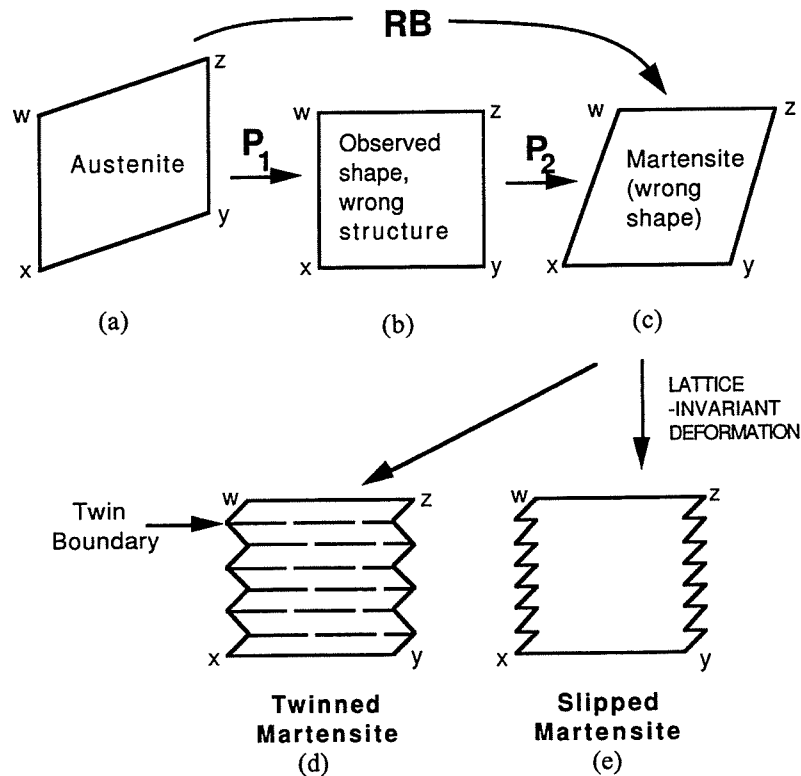 RB
w
z
Austenite
x
y
P1
w
z
Observed
shape,
wrong
structure
x
y
P2
w
z
Martensite
(wrong
shape)
x
y
(a)
(b)
(c)
LATTICE
-INVARIANT
DEFORMATION
Twin
Boundary
w
z
x
y
w
z
x
y
Twinned
Martensite
(d)
Slipped
Martensite
(e)